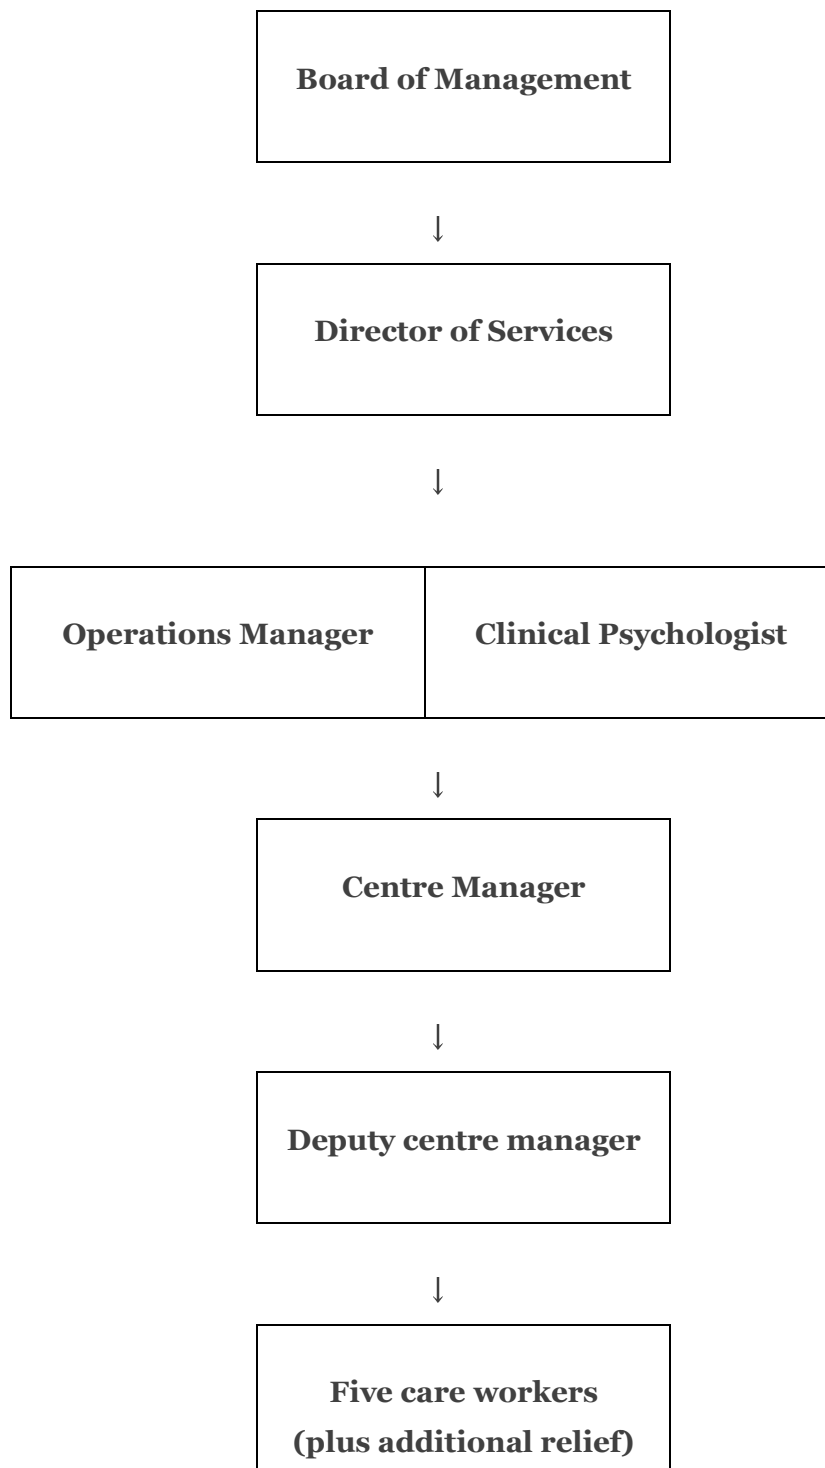 Board of Management
↓
Director of Services
↓
Operations Manager
Clinical Psychologist
↓
Centre Manager
↓
Deputy centre manager
↓
Five care workers
(plus additional relief)